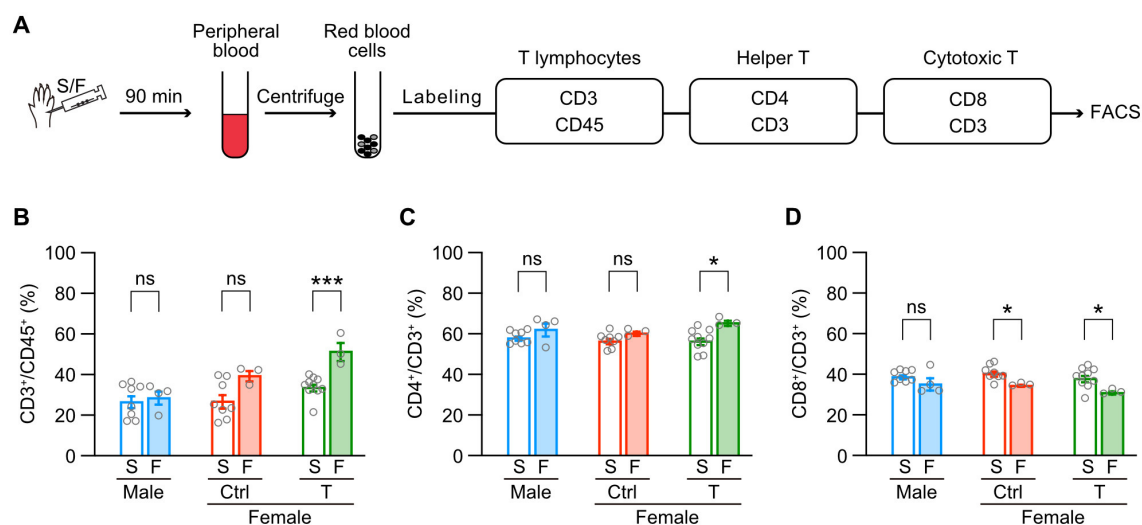 A
S/F
90 min
Peripheral
blood
Centrifuge
Red blood
cells
Labeling
T lymphocytes
CD3
CD45
Helper T
CD4
CD3
Cytotoxic T
CD8
CD3
FACS
B
CD3⁺/CD45⁺ (%)
100
80
60
40
20
0
ns
ns
***
S F S F S F
Male Ctrl T
Female
C
CD4⁺/CD3⁺ (%)
100
80
60
40
20
0
ns
ns
*
S F S F S F
Male Ctrl T
Female
D
CD8⁺/CD3⁺ (%)
100
80
60
40
20
0
ns
*
*
S F S F S F
Male Ctrl T
Female